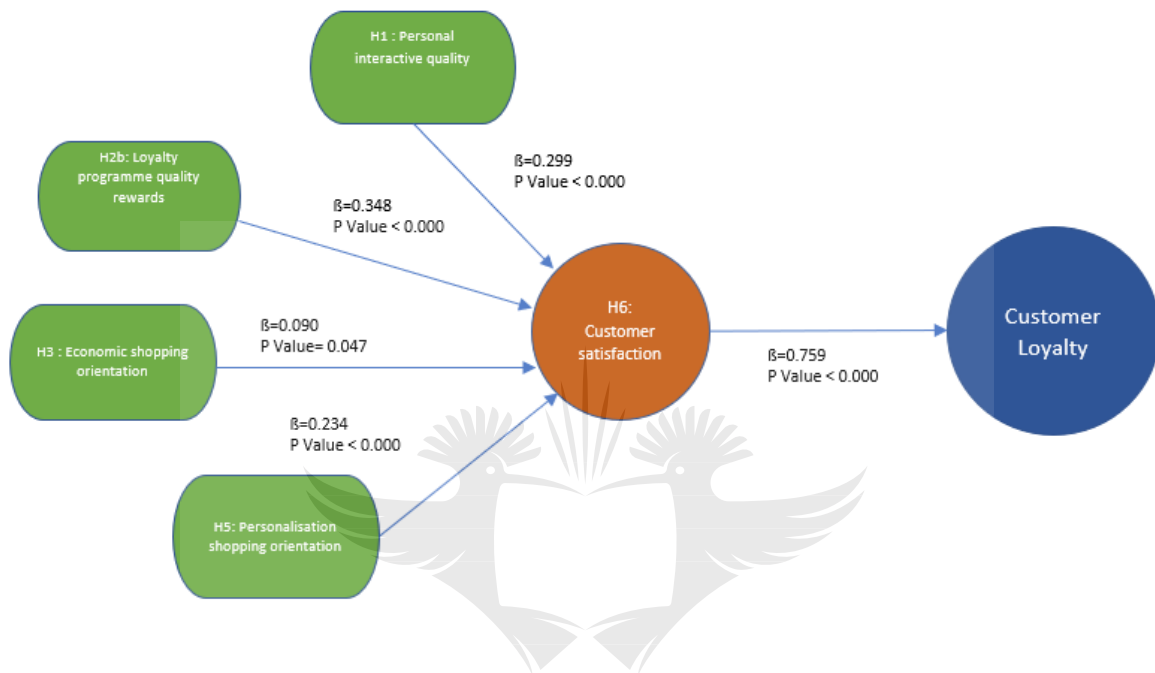 H1 : Personal
interactive quality
ß=0.299
P Value < 0.000
H2b: Loyalty
programme quality
rewards
ß=0.348
P Value < 0.000
H3 : Economic shopping
orientation
ß=0.090
P Value= 0.047
H5: Personalisation
shopping orientation
ß=0.234
P Value < 0.000
H6:
Customer
satisfaction
ß=0.759
P Value < 0.000
Customer
Loyalty